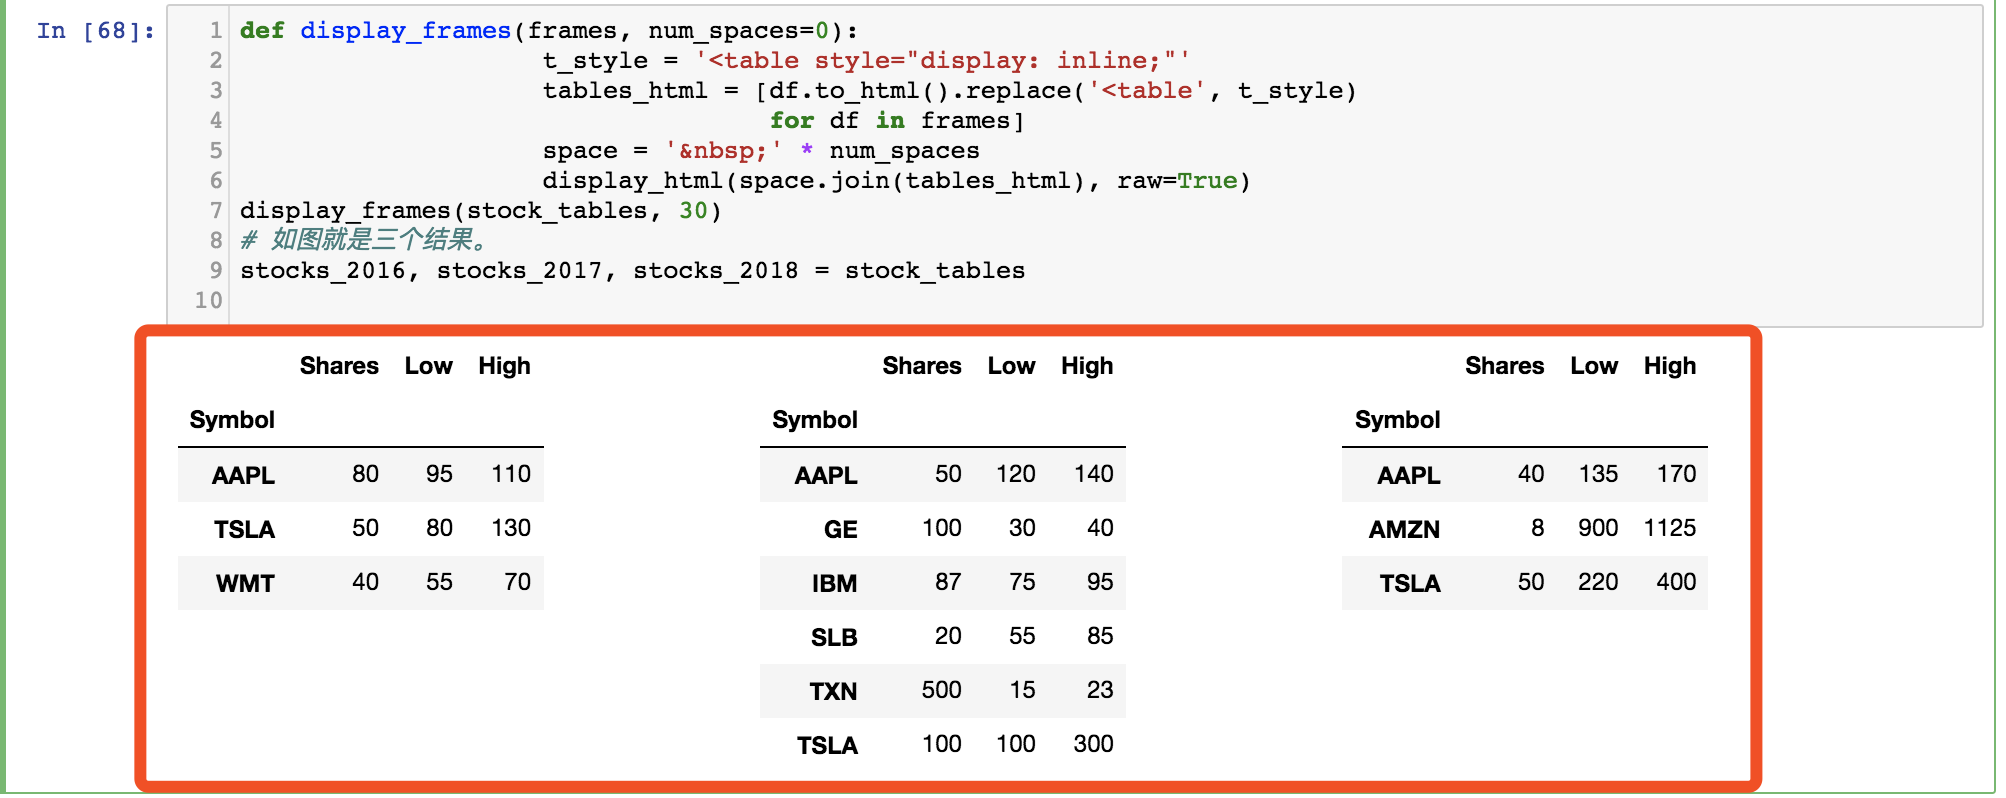 In [68]:
1 def display_frames(frames, num_spaces=0):
2 t_style = '<table style="display: inline;"'
3 tables_html = [df.to_html().replace('<table', t_style)
4 for df in frames]
5 space = '&nbsp;' * num_spaces
6 display_html(space.join(tables_html), raw=True)
7 display_frames(stock_tables, 30)
8 # 如图就是三个结果。
9 stocks_2016, stocks_2017, stocks_2018 = stock_tables
10
Shares Low High
Symbol
AAPL 80 95 110
TSLA 50 80 130
WMT 40 55 70
Shares Low High
Symbol
AAPL 50 120 140
GE 100 30 40
IBM 87 75 95
SLB 20 55 85
TXN 500 15 23
TSLA 100 100 300
Shares Low High
Symbol
AAPL 40 135 170
AMZN 8 900 1125
TSLA 50 220 400